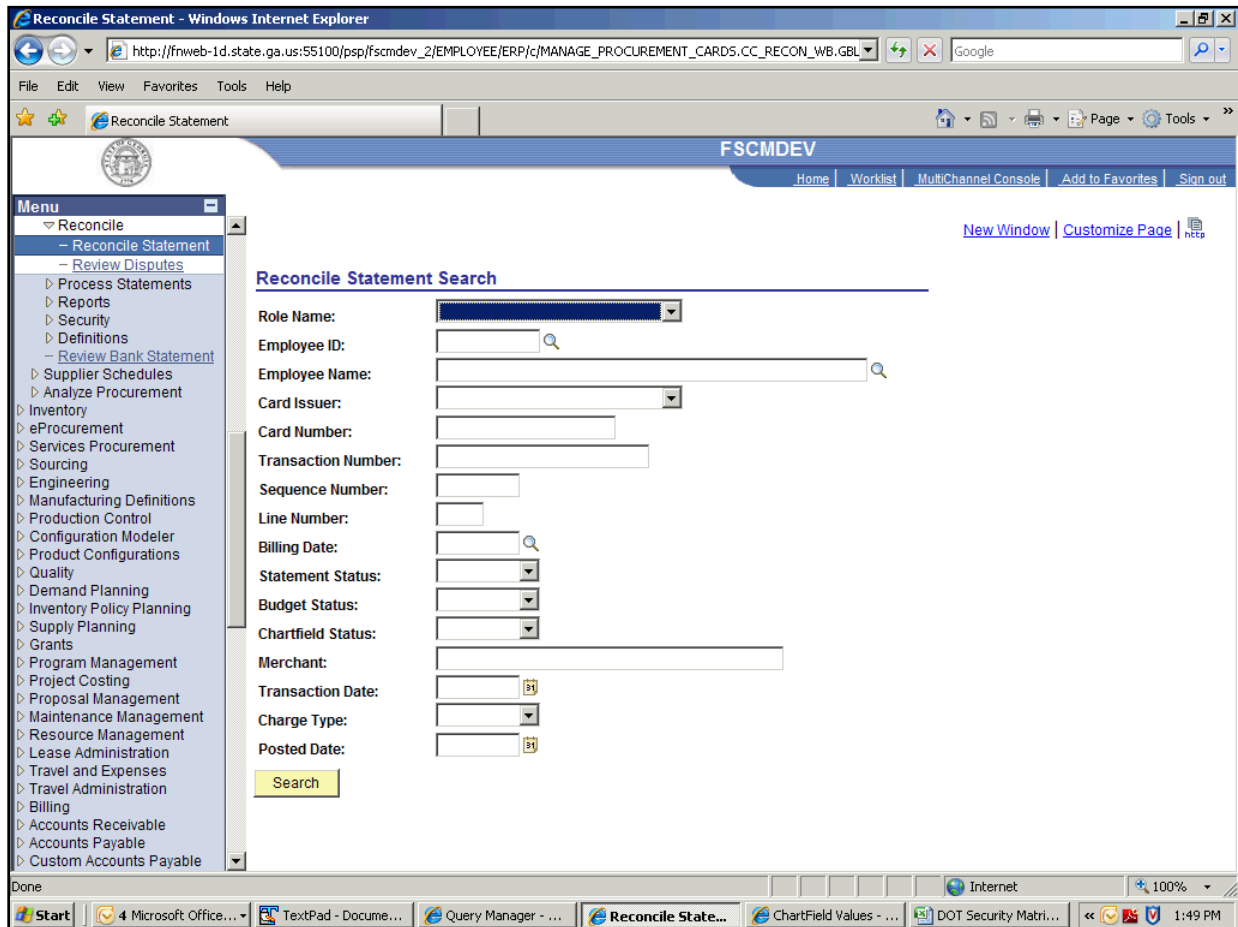 Reconcile Statement - Windows Internet Explorer
http://fnweb-1d.state.ga.us:55100/psp/fscmdev_2/EMPLOYEE/ERP/c/MANAGE_PROCUREMENT_CARDS.CC_RECON_WB.GBL
Google
File Edit View Favorites Tools Help
Reconcile Statement
Page Tools »
FSCMDEV
Home Worklist MultiChannel Console Add to Favorites Sign out
Menu
Reconcile
– Reconcile Statement
– Review Disputes
Process Statements
Reports
Security
Definitions
– Review Bank Statement
Supplier Schedules
Analyze Procurement
Inventory
eProcurement
Services Procurement
Sourcing
Engineering
Manufacturing Definitions
Production Control
Configuration Modeler
Product Configurations
Quality
Demand Planning
Inventory Policy Planning
Supply Planning
Grants
Program Management
Project Costing
Proposal Management
Maintenance Management
Resource Management
Lease Administration
Travel and Expenses
Travel Administration
Billing
Accounts Receivable
Accounts Payable
Custom Accounts Payable
New Window | Customize Page | http
Reconcile Statement Search
Role Name:
Employee ID:
Employee Name:
Card Issuer:
Card Number:
Transaction Number:
Sequence Number:
Line Number:
Billing Date:
Statement Status:
Budget Status:
Chartfield Status:
Merchant:
Transaction Date:
31
Charge Type:
Posted Date:
31
Search
Done
Internet
100%
Start
4 Microsoft Office...
TextPad - Docume...
Query Manager - ...
Reconcile State...
ChartField Values - ...
DOT Security Matri...
«
1:49 PM